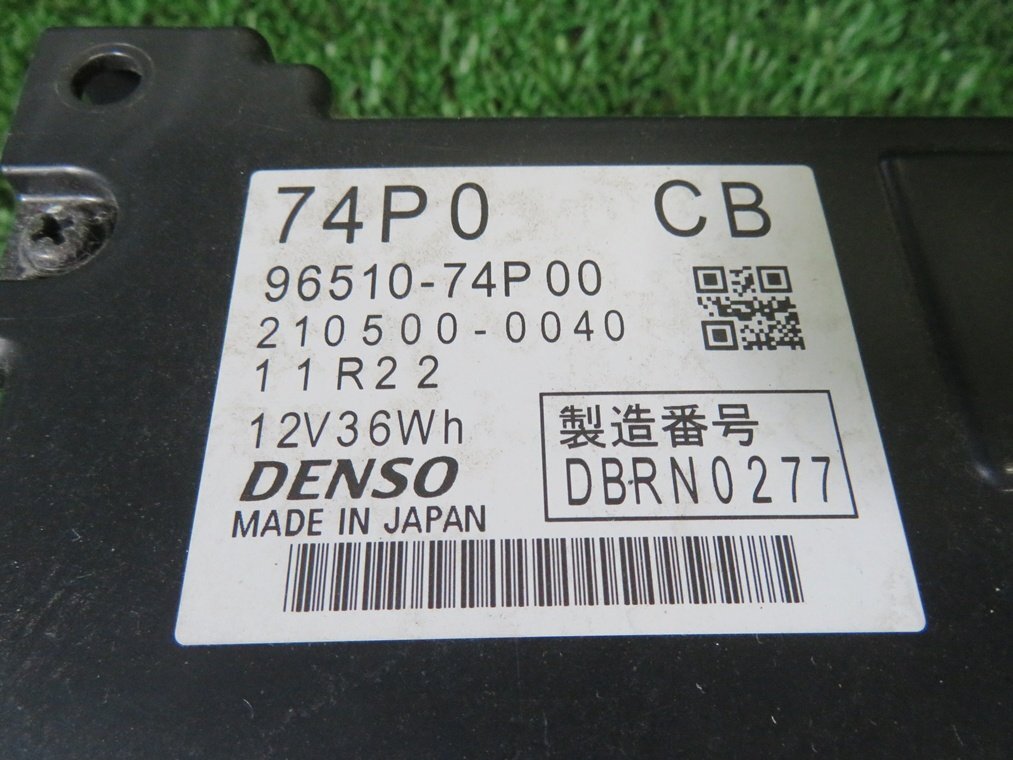 74P0 CB
96510-74P00
210500-0040
11R22
12V36Wh
DENSO
MADE IN JAPAN
製造番号
DBRN0277